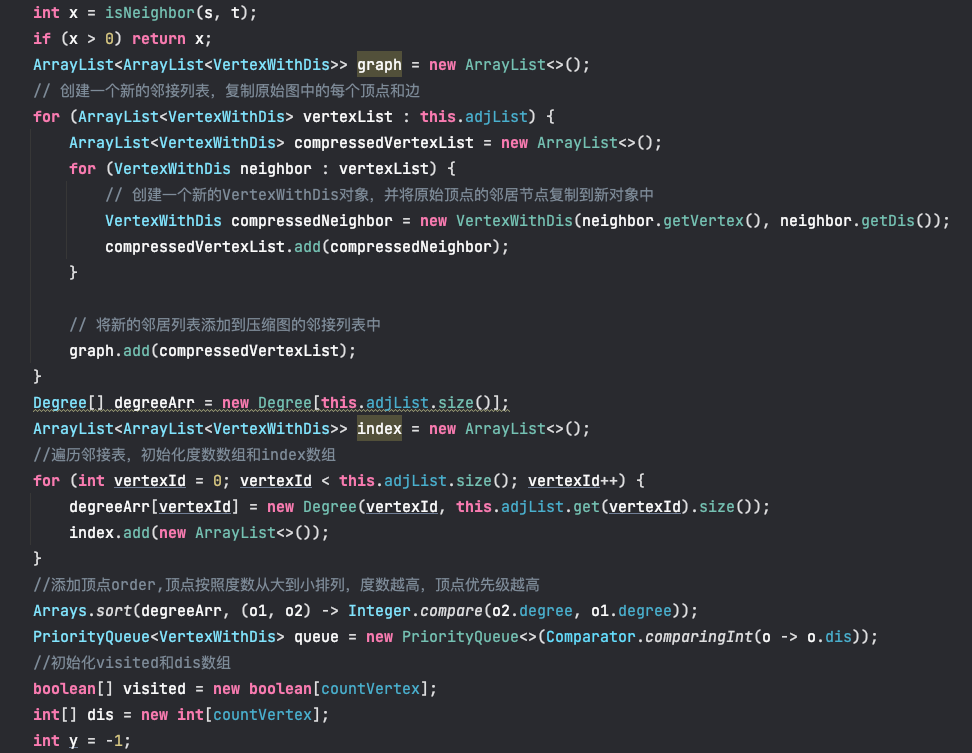 int x = isNeighbor(s, t);
if (x > 0) return x;
ArrayList<ArrayList<VertexWithDis>> graph = new ArrayList<>();
// 创建一个新的邻接列表，复制原始图中的每个顶点和边
for (ArrayList<VertexWithDis> vertexList : this.adjList) {
    ArrayList<VertexWithDis> compressedVertexList = new ArrayList<>();
    for (VertexWithDis neighbor : vertexList) {
        // 创建一个新的VertexWithDis对象，并将原始顶点的邻居节点复制到新对象中
        VertexWithDis compressedNeighbor = new VertexWithDis(neighbor.getVertex(), neighbor.getDis());
        compressedVertexList.add(compressedNeighbor);
    }
    // 将新的邻居列表添加到压缩图的邻接列表中
    graph.add(compressedVertexList);
}
Degree[] degreeArr = new Degree[this.adjList.size()];
ArrayList<ArrayList<VertexWithDis>> index = new ArrayList<>();
//遍历邻接表，初始化度数数组和index数组
for (int vertexId = 0; vertexId < this.adjList.size(); vertexId++) {
    degreeArr[vertexId] = new Degree(vertexId, this.adjList.get(vertexId).size());
    index.add(new ArrayList<>());
}
//添加顶点order,顶点按照度数从大到小排列，度数越高，顶点优先级越高
Arrays.sort(degreeArr, (o1, o2) -> Integer.compare(o2.degree, o1.degree));
PriorityQueue<VertexWithDis> queue = new PriorityQueue<>(Comparator.comparingInt(o -> o.dis));
//初始化visited和dis数组
boolean[] visited = new boolean[countVertex];
int[] dis = new int[countVertex];
int y = -1;